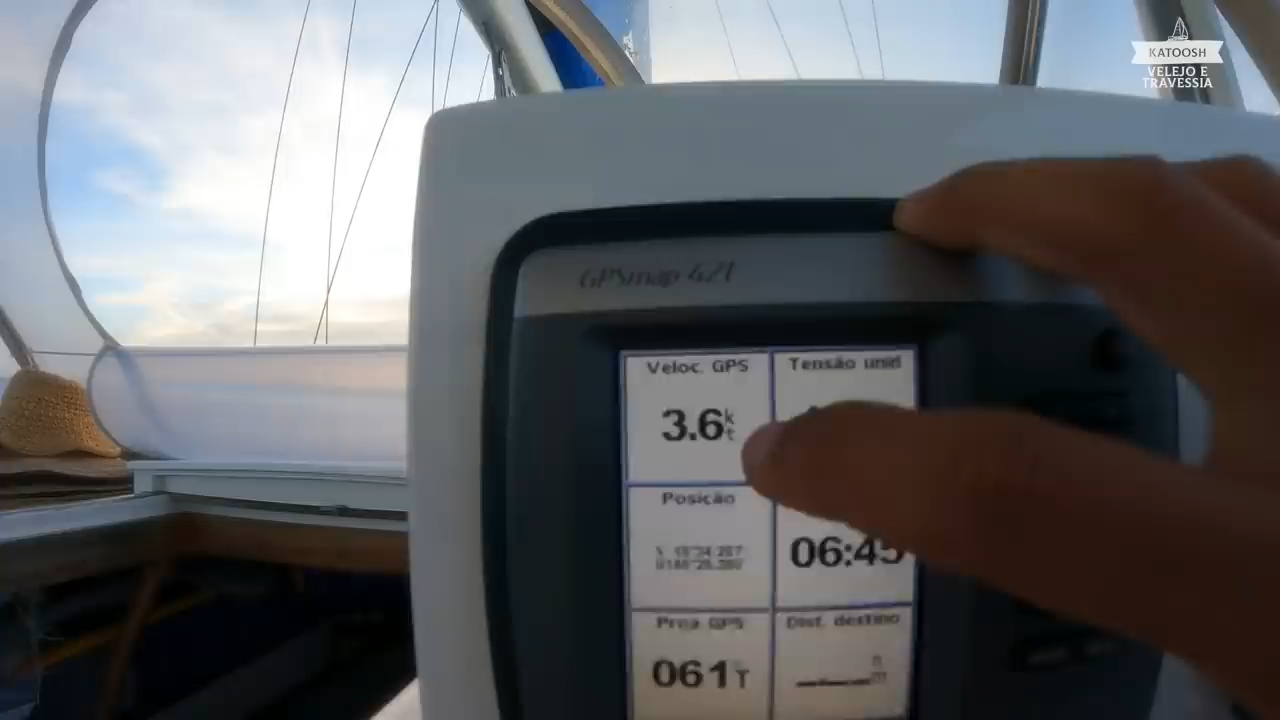 KATOOSH
VELEJO E
TRAVESSIA
GPSmap 421
Veloc. GPS
Tensão unid
3.6kt
Posição
06:45
Proa GPS
Dist. destino
061T
nm